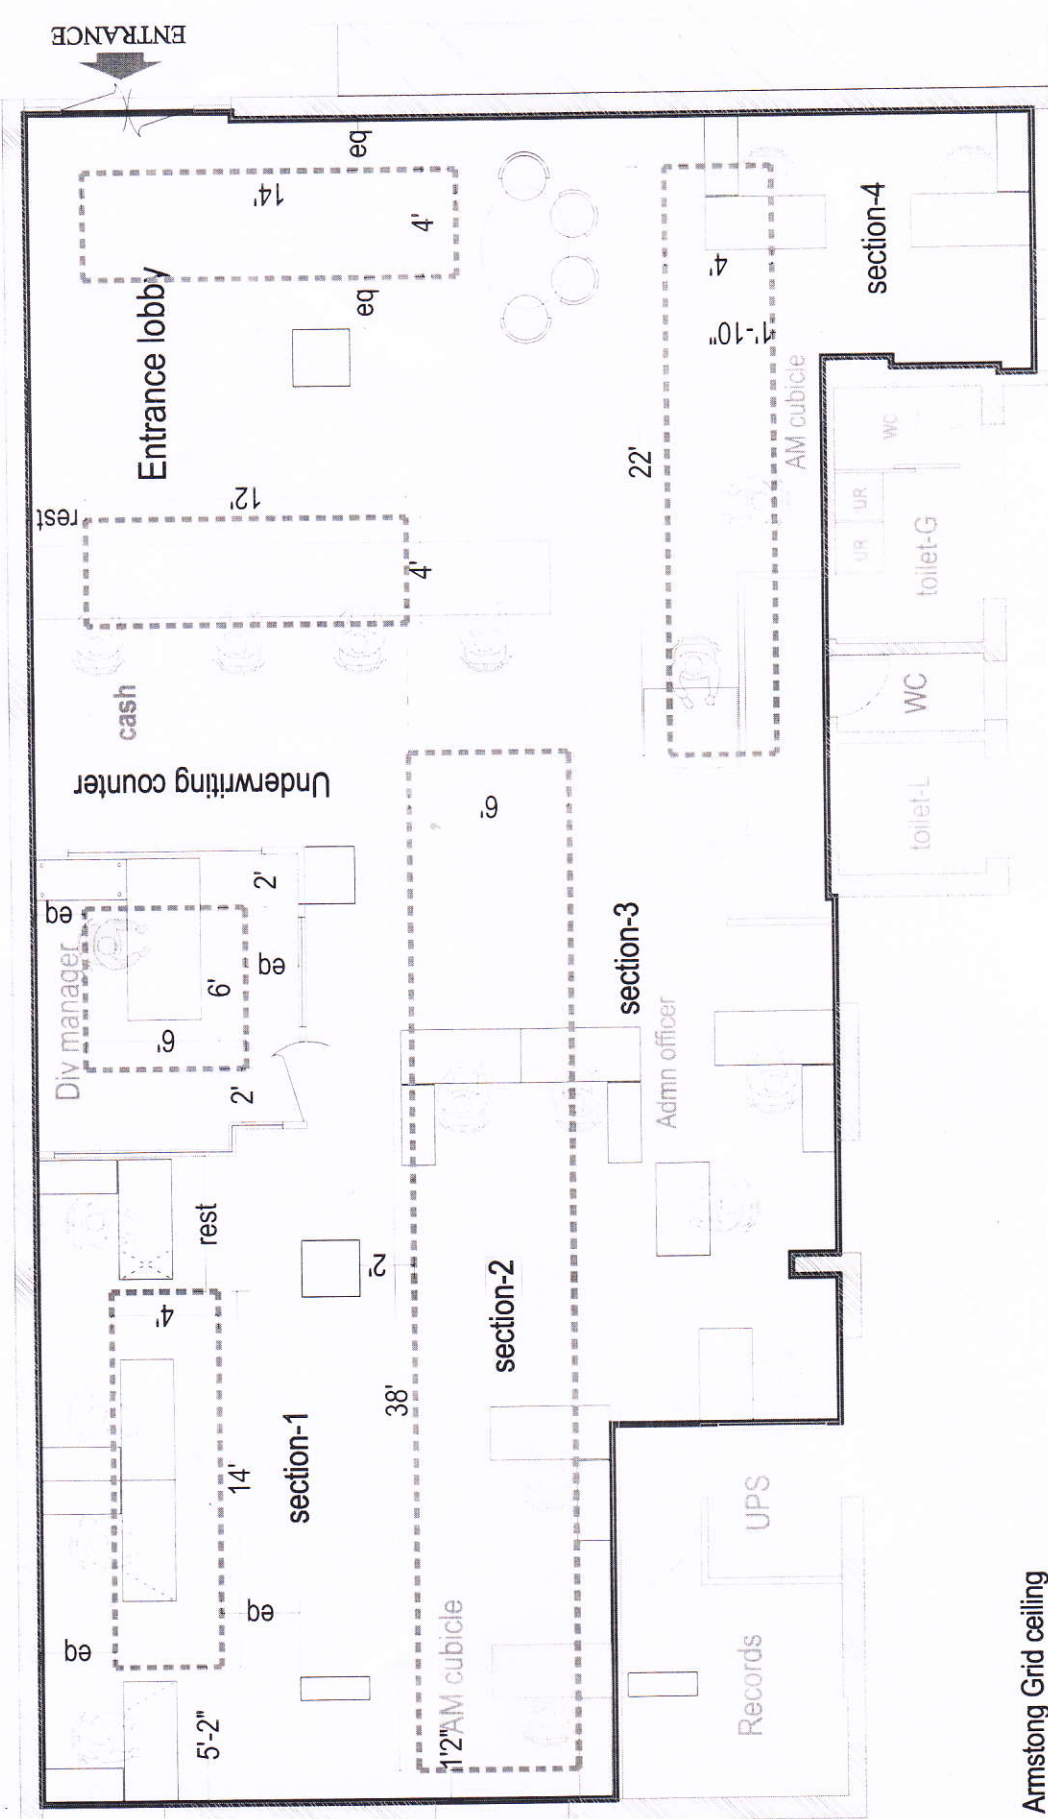 ENTRANCE
eq
14'
4'
Entrance lobby
eq
4'
section-4
1'-10"
AM cubicle
22'
WC
rest
12'
4'
UR
UR
toilet-G
cash
Underwriting counter
6'
WC
toilet-L
eq
2'
Div manager
6'
eq
6'
2'
section-3
Admn officer
rest
4'
2'
section-2
38'
14'
section-1
eq
eq
UPS
5'-2"
1'2"
AM cubicle
Records
Armstong Grid ceiling